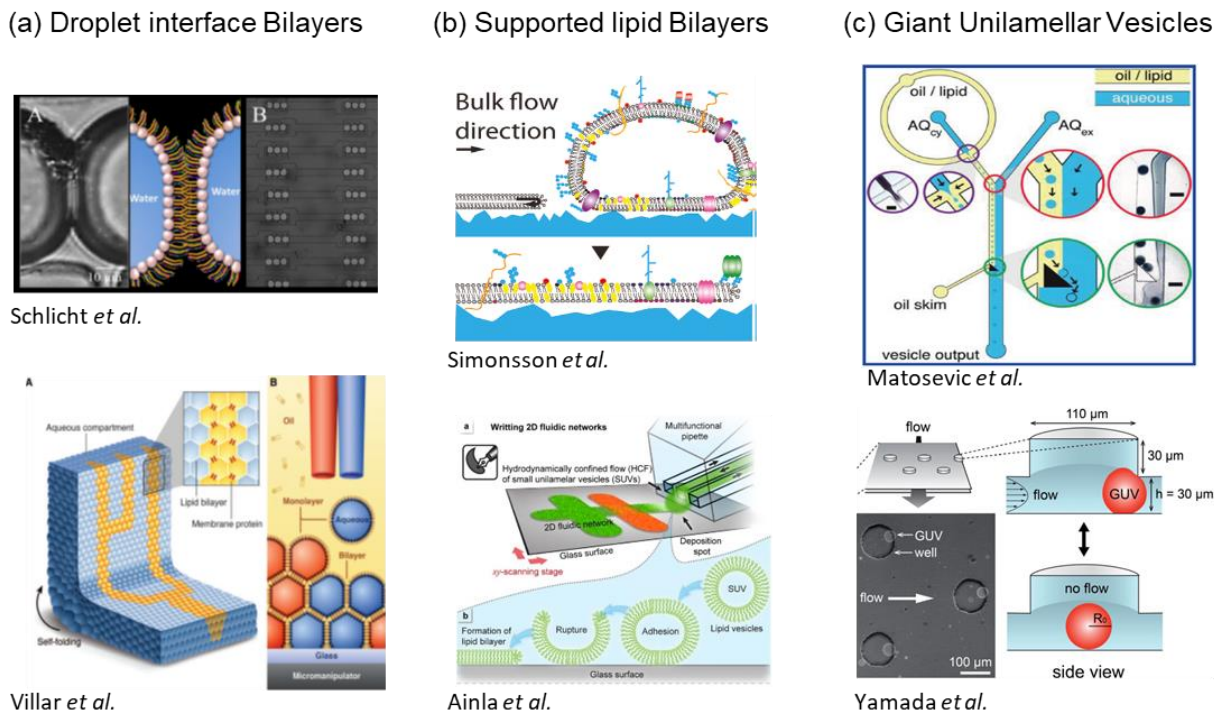 (a) Droplet interface Bilayers
(b) Supported lipid Bilayers
(c) Giant Unilamellar Vesicles
A
Water
Water
B
10 µm
Schlicht et al.
Bulk flow
direction
Simonsson et al.
oil / lipid
aqueous
oil / lipid
AQcy
AQex
oil skim
vesicle output
Matosevic et al.
A
Aqueous compartment
Lipid bilayer
Membrane protein
Self-folding
B
Oil
Monolayer
Aqueous
Bilayer
Glass
Micromanipulator
Villar et al.
a
Writting 2D fluidic networks
Multifunctional
pipette
Hydrodynamically confined flow (HCF)
of small unilamelar vesicles (SUVs)
2D fluidic network
Glass surface
Deposition
spot
xy-scanning stage
b
Formation of
lipid bilayer
Rupture
Adhesion
SUV
Lipid vesicles
Glass surface
Ainla et al.
flow
110 µm
30 µm
flow
GUV
h = 30 µm
GUV
well
flow
100 µm
no flow
R₀
side view
Yamada et al.